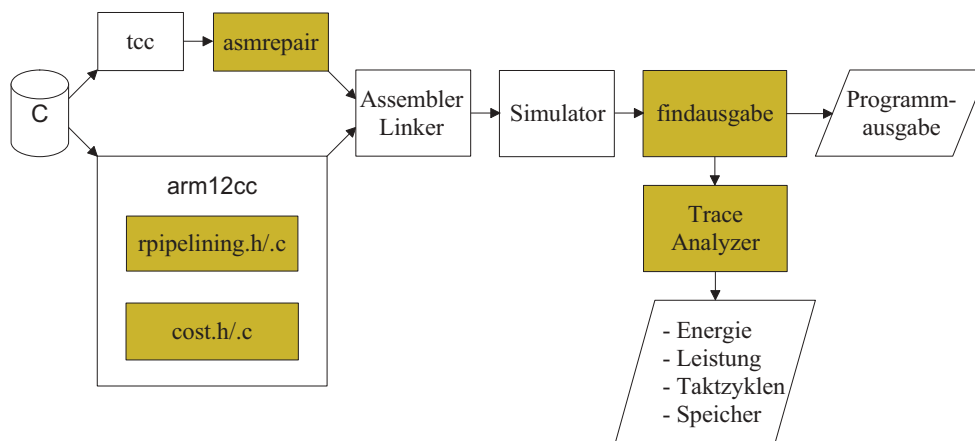 tcc
asmrepair
C
Assembler
Linker
Simulator
findausgabe
Programm-
ausgabe
arm12cc
rpipelining.h/.c
cost.h/.c
Trace
Analyzer
- Energie
- Leistung
- Taktzyklen
- Speicher